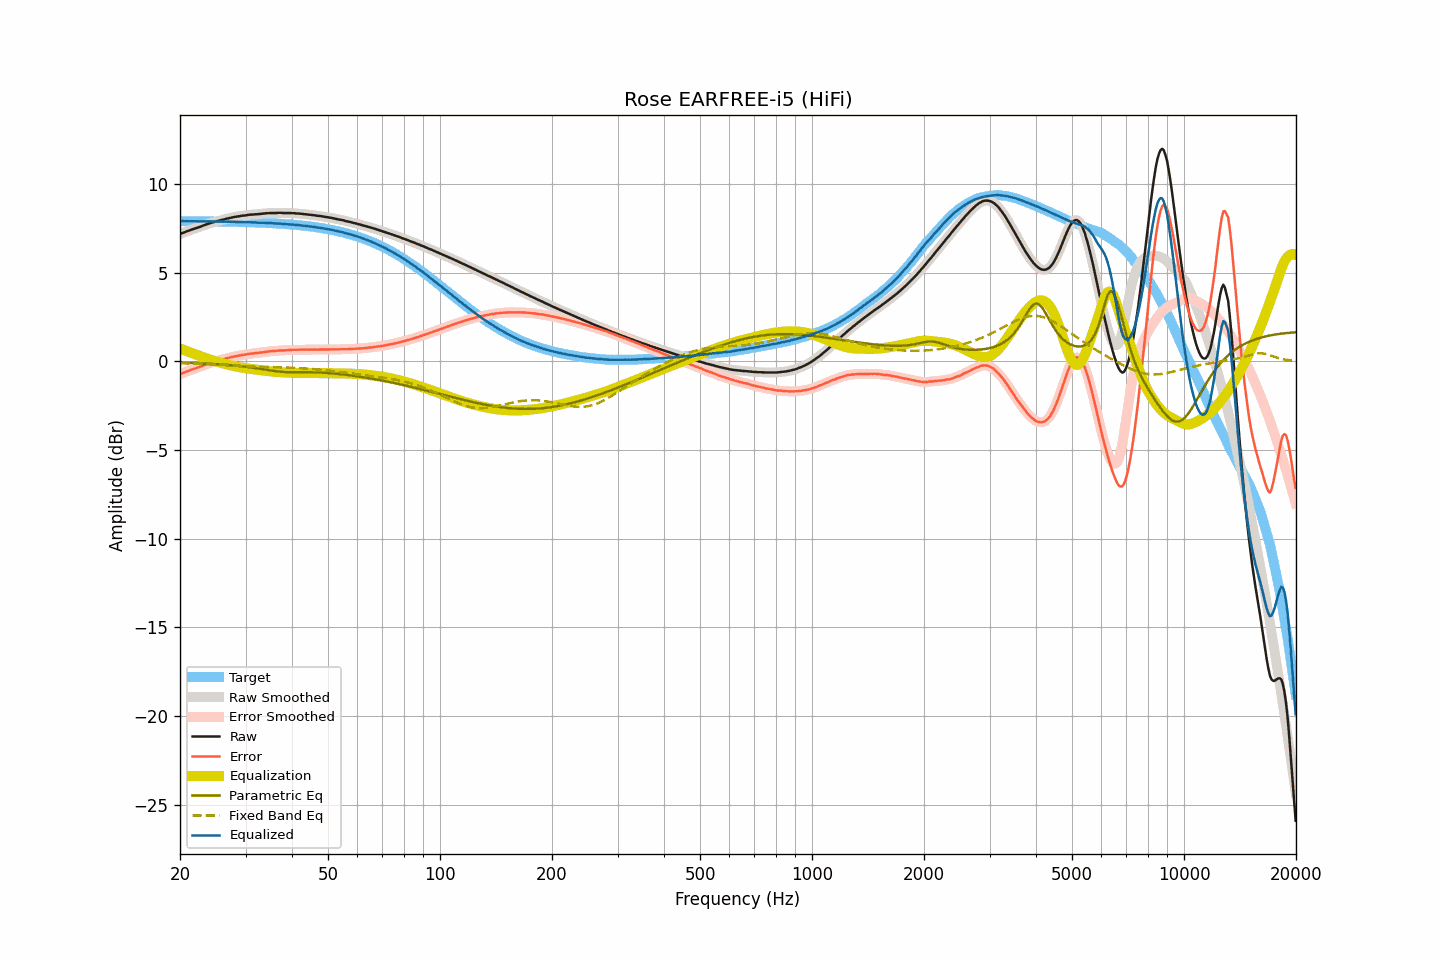 Rose EARFREE-i5 (HiFi)
10
5
0
−5
−10
−15
−20
−25
Amplitude (dBr)
Target
Raw Smoothed
Error Smoothed
Raw
Error
Equalization
Parametric Eq
Fixed Band Eq
Equalized
20 50 100 200 500 1000 2000 5000 10000 20000
Frequency (Hz)